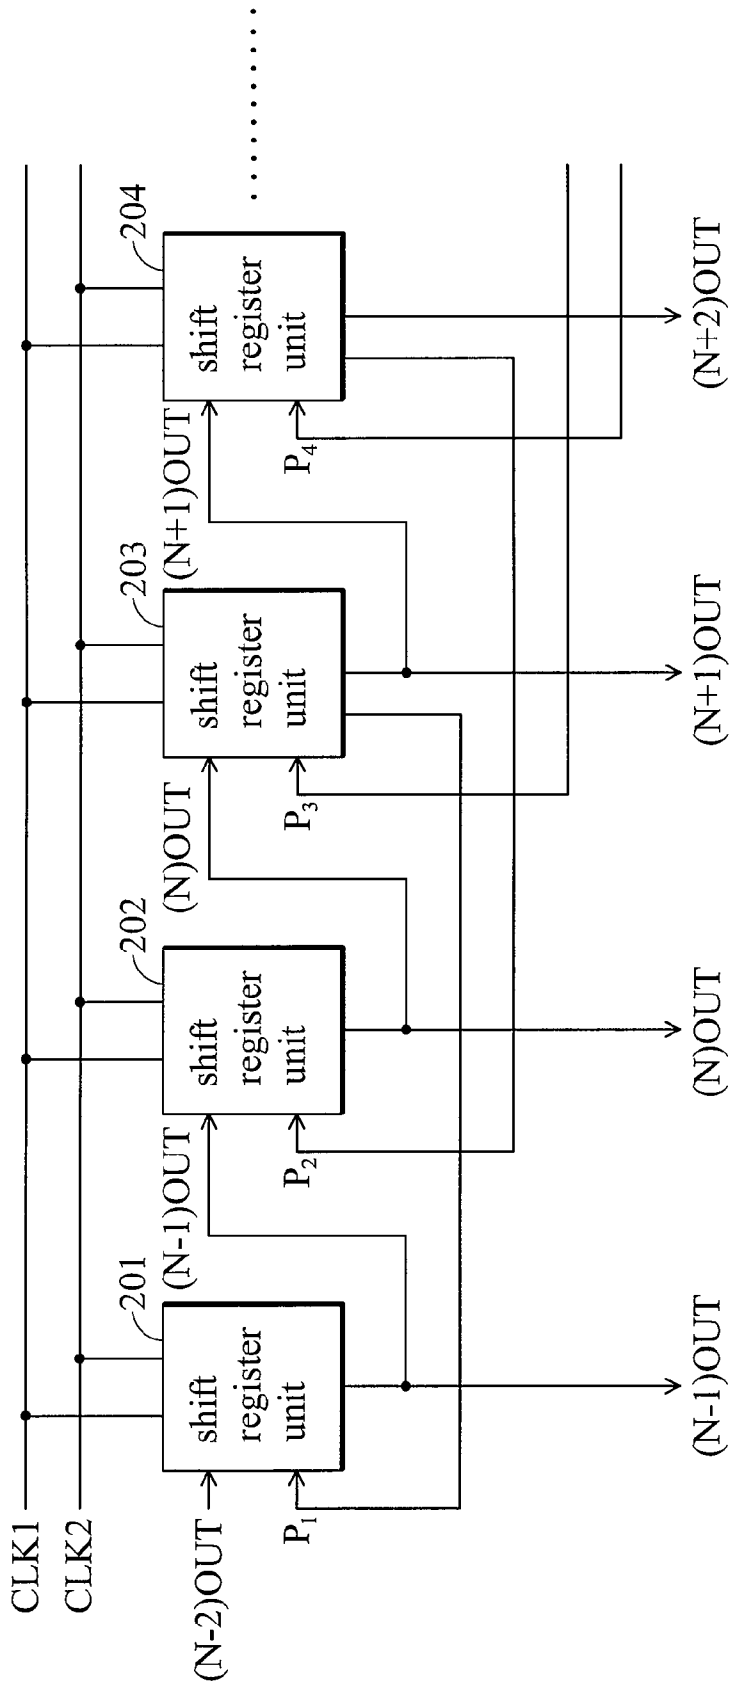 CLK1
CLK2
(N-2)OUT
P1
201
shift
register
unit
(N-1)OUT
P2
202
shift
register
unit
(N)OUT
P3
203
shift
register
unit
(N+1)OUT
P4
204
shift
register
unit
..........
(N-1)OUT
(N)OUT
(N+1)OUT
(N+2)OUT